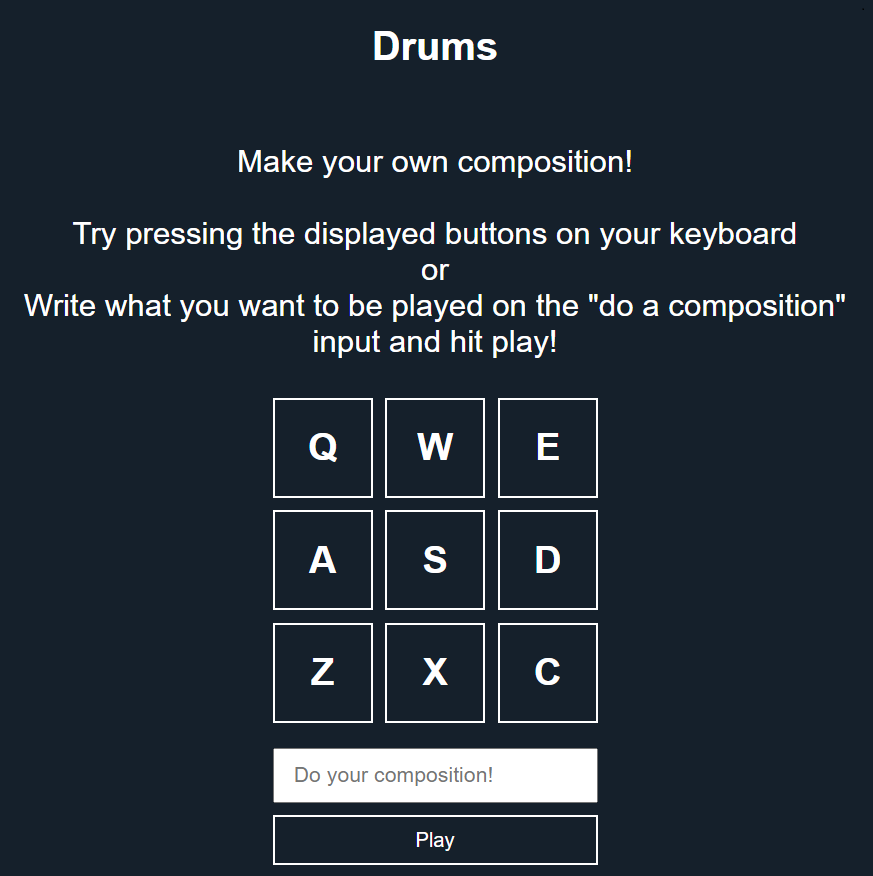 Drums
Make your own composition!
Try pressing the displayed buttons on your keyboard
or
Write what you want to be played on the "do a composition"
input and hit play!
Q W E
A S D
Z X C
Do your composition!
Play